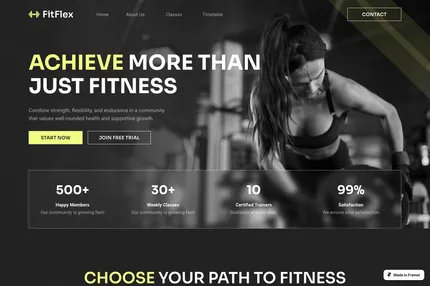 FitFlex
Home About Us Classes Timetable
CONTACT
ACHIEVE MORE THAN
JUST FITNESS
Combine strength, flexibility, and endurance in a community
that values well-rounded health and supportive growth.
START NOW
JOIN FREE TRIAL
500+ 30+ 10 99%
Happy Members Weekly Classes Certified Trainers Satisfaction
Our community is growing fast! Our community is growing fast! Guidance at every step. We ensure your satisfaction.
CHOOSE YOUR PATH TO FITNESS
Made in Framer